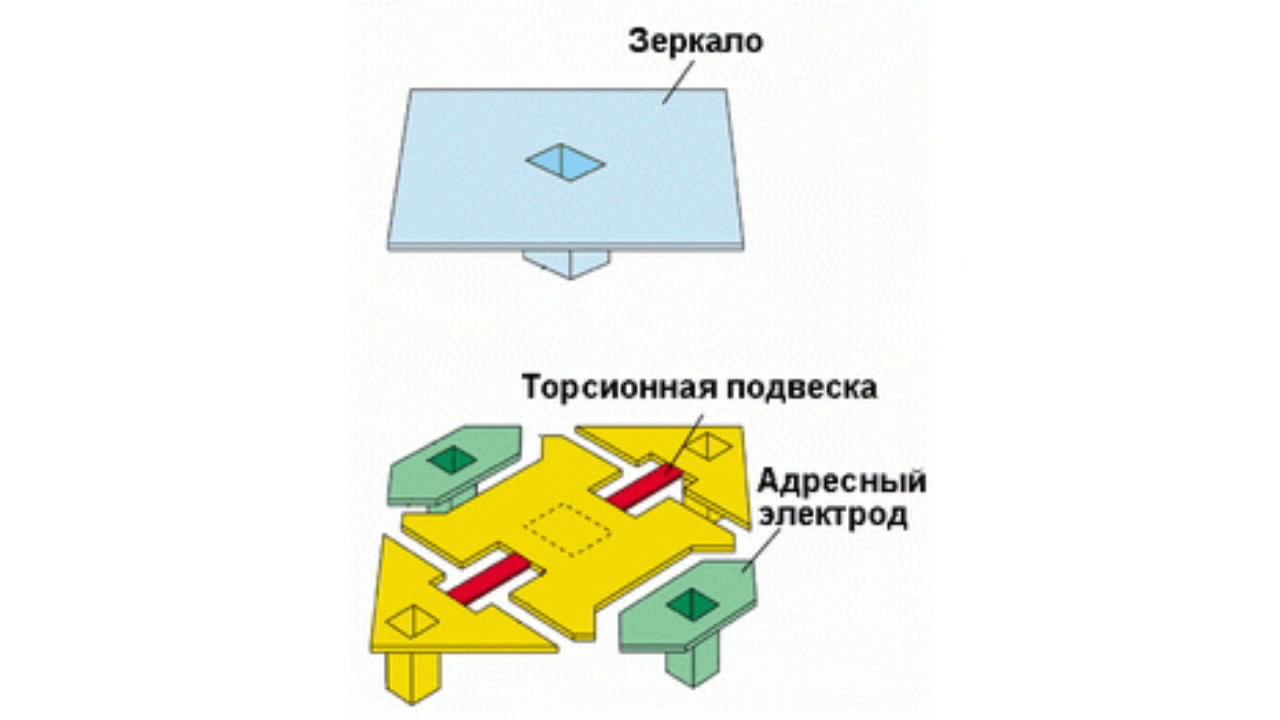 Зеркало
Торсионная подвеска
Адресный
электрод